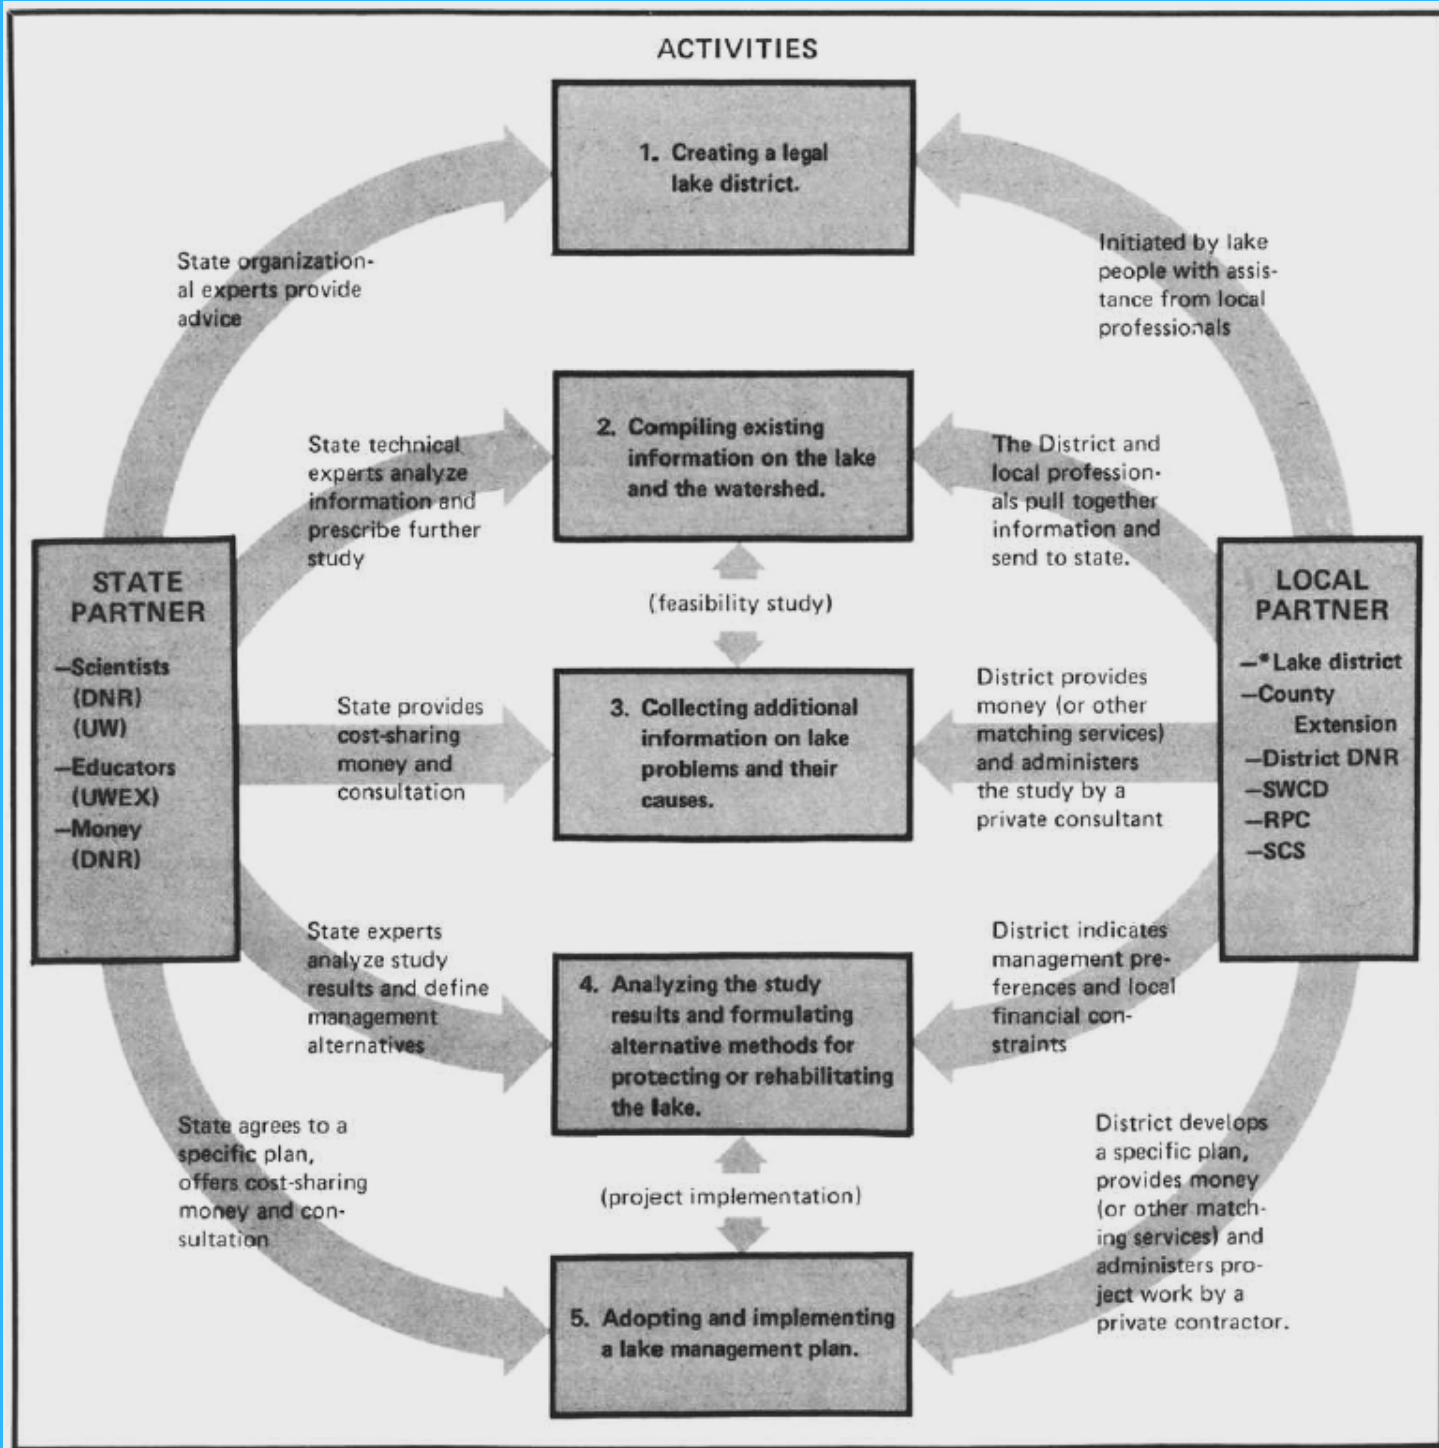 ACTIVITIES
1. Creating a legal
lake district.
State organization-
al experts provide
advice
Initiated by lake
people with assis-
tance from local
professionals
2. Compiling existing
information on the lake
and the watershed.
State technical
experts analyze
information and
prescribe further
study
The District and
local profession-
als pull together
information and
send to state.
STATE
PARTNER
—Scientists
(DNR)
(UW)
—Educators
(UWEX)
—Money
(DNR)
(feasibility study)
LOCAL
PARTNER
—*Lake district
—County
Extension
—District DNR
—SWCD
—RPC
—SCS
3. Collecting additional
information on lake
problems and their
causes.
State provides
cost-sharing
money and
consultation
District provides
money (or other
matching services)
and administers
the study by a
private consultant
State experts
analyze study
results and define
management
alternatives
4. Analyzing the study
results and formulating
alternative methods for
protecting or rehabilitating
the lake.
District indicates
management pre-
ferences and local
financial con-
straints
State agrees to a
specific plan,
offers cost-sharing
money and con-
sultation
(project implementation)
District develops
a specific plan,
provides money
(or other match-
ing services) and
administers pro-
ject work by a
private contractor.
5. Adopting and implementing
a lake management plan.